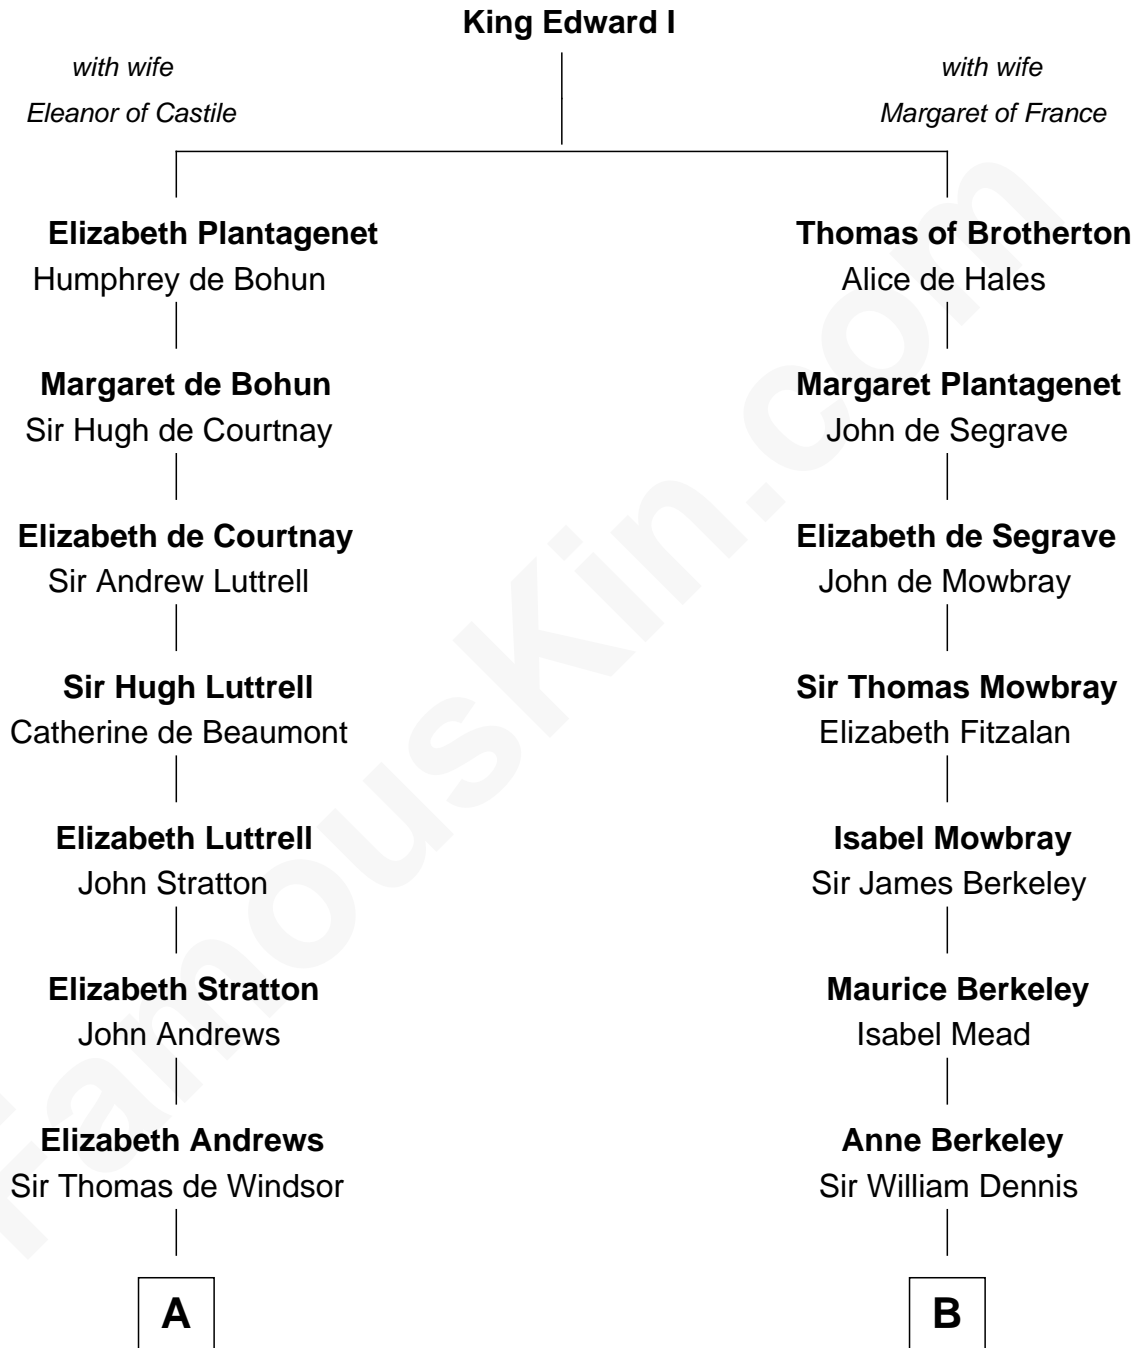 King Edward I
with wife
Eleanor of Castile
with wife
Margaret of France
Elizabeth Plantagenet
Humphrey de Bohun
Thomas of Brotherton
Alice de Hales
Margaret de Bohun
Sir Hugh de Courtnay
Margaret Plantagenet
John de Segrave
Elizabeth de Courtnay
Sir Andrew Luttrell
Elizabeth de Segrave
John de Mowbray
Sir Hugh Luttrell
Catherine de Beaumont
Sir Thomas Mowbray
Elizabeth Fitzalan
Elizabeth Luttrell
John Stratton
Isabel Mowbray
Sir James Berkeley
Elizabeth Stratton
John Andrews
Maurice Berkeley
Isabel Mead
Elizabeth Andrews
Sir Thomas de Windsor
Anne Berkeley
Sir William Dennis
A
B
FamousKin.com